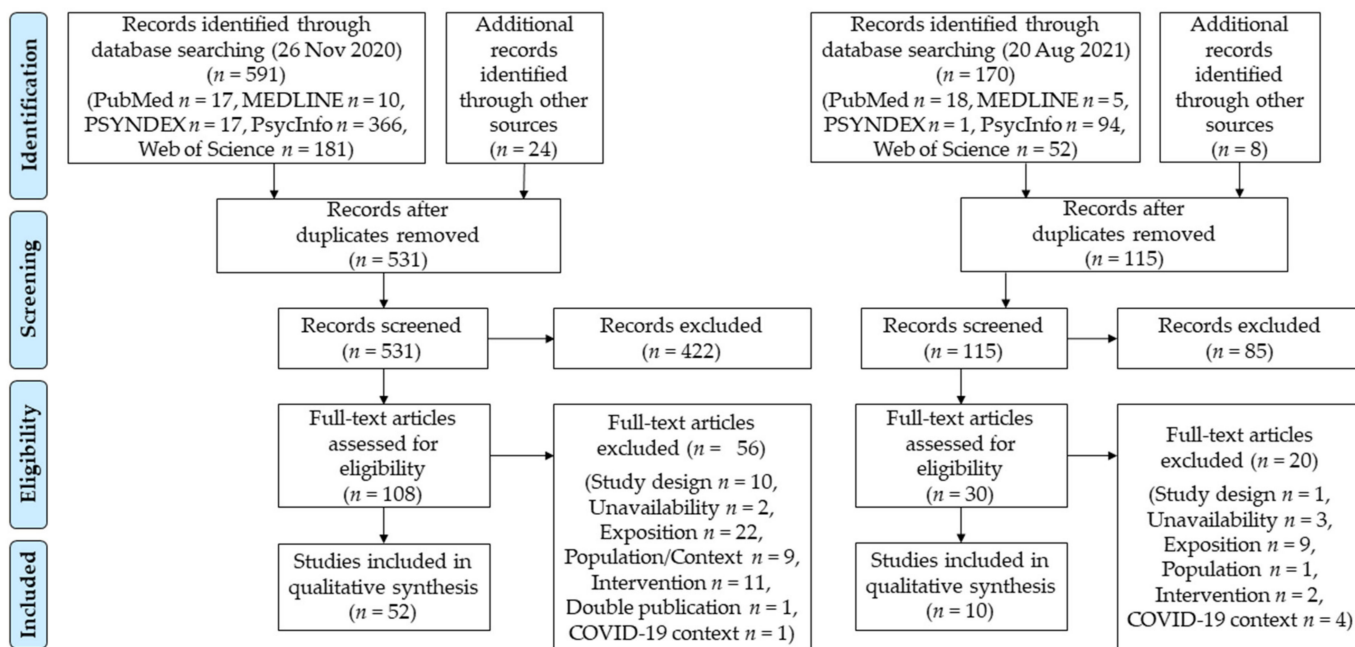 Identification
Records identified through
database searching (26 Nov 2020)
(n = 591)
(PubMed n = 17, MEDLINE n = 10,
PSYNDEX n = 17, PsycInfo n = 366,
Web of Science n = 181)
Additional
records
identified
through other
sources
(n = 24)
Records identified through
database searching (20 Aug 2021)
(n = 170)
(PubMed n = 18, MEDLINE n = 5,
PSYNDEX n = 1, PsycInfo n = 94,
Web of Science n = 52)
Additional
records
identified
through other
sources
(n = 8)
Screening
Records after
duplicates removed
(n = 531)
Records after
duplicates removed
(n = 115)
Records screened
(n = 531)
Records excluded
(n = 422)
Records screened
(n = 115)
Records excluded
(n = 85)
Eligibility
Full-text articles
assessed for
eligibility
(n = 108)
Full-text articles
excluded (n = 56)
(Study design n = 10,
Unavailability n = 2,
Exposition n = 22,
Population/Context n = 9,
Intervention n = 11,
Double publication n = 1,
COVID-19 context n = 1)
Full-text articles
assessed for
eligibility
(n = 30)
Full-text articles
excluded (n = 20)
(Study design n = 1,
Unavailability n = 3,
Exposition n = 9,
Population n = 1,
Intervention n = 2,
COVID-19 context n = 4)
Included
Studies included in
qualitative synthesis
(n = 52)
Studies included in
qualitative synthesis
(n = 10)